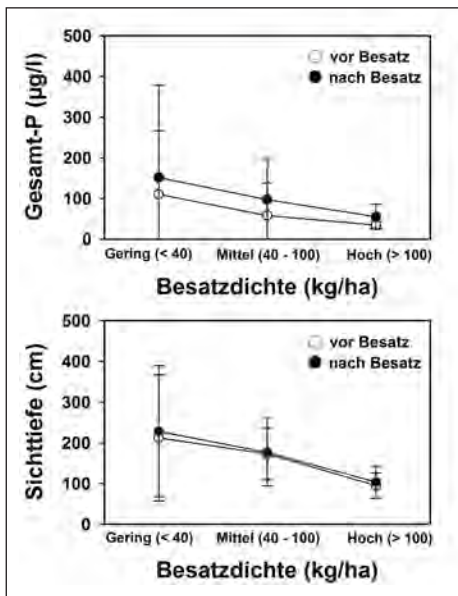 500
400
300
200
100
0
Gesamt-P (µg/l)
vor Besatz
nach Besatz
Gering (< 40) Mittel (40 - 100) Hoch (> 100)
Besatzdichte (kg/ha)
500
400
300
200
100
0
Sichttiefe (cm)
vor Besatz
nach Besatz
Gering (< 40) Mittel (40 - 100) Hoch (> 100)
Besatzdichte (kg/ha)